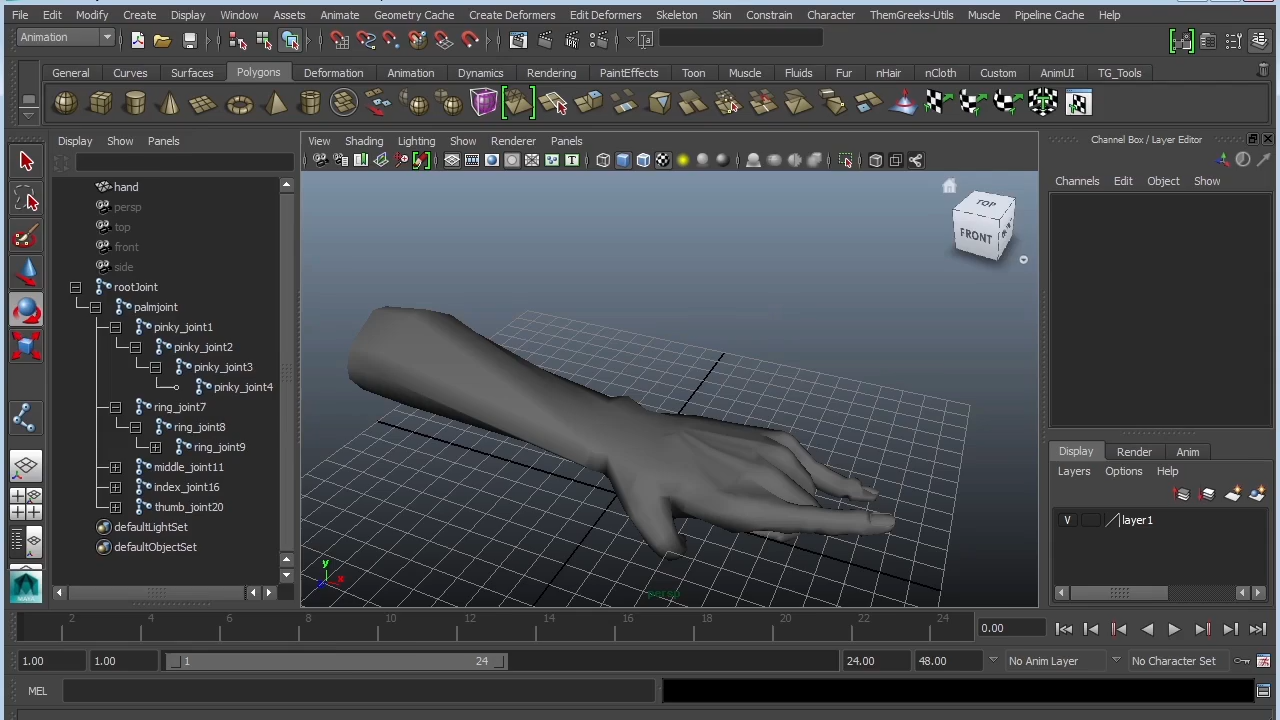 File Edit Modify Create Display Window Assets Animate Geometry Cache Create Deformers Edit Deformers Skeleton Skin Constrain Character ThemGreeks-Utils Muscle Pipeline Cache Help
Animation
General Curves Surfaces Polygons Deformation Animation Dynamics Rendering PaintEffects Toon Muscle Fluids Fur nHair nCloth Custom AnimUI TG_Tools
Display Show Panels
View Shading Lighting Show Renderer Panels
Channel Box / Layer Editor
Channels Edit Object Show
hand
persp
top
front
side
rootJoint
palmjoint
pinky_joint1
pinky_joint2
pinky_joint3
pinky_joint4
ring_joint7
ring_joint8
ring_joint9
middle_joint11
index_joint16
thumb_joint20
defaultLightSet
defaultObjectSet
TOP
FRONT
y
x
persp
Display Render Anim
Layers Options Help
V layer1
2 4 6 8 10 12 14 16 18 20 22 24
0.00
1.00 1.00 1 24 24.00 48.00 No Anim Layer No Character Set
MEL